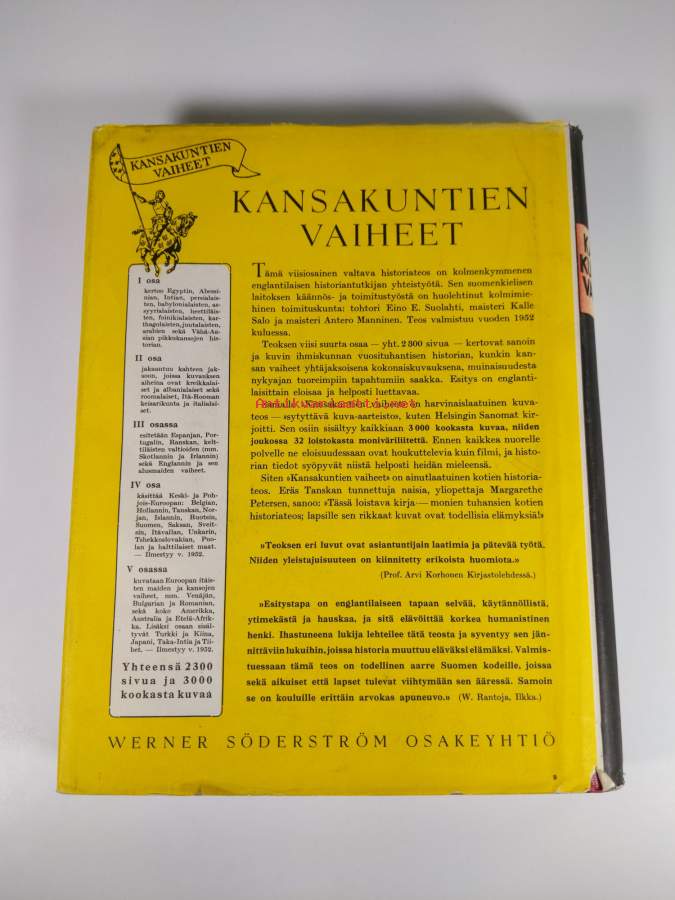 KANSAKUNTIEN
VAIHEET
KANSAKUNTIEN
VAIHEET
I osa
kertoo Egyptin, Abessi-
nian, Intian, persialais-
ten, babylonialaisten, as-
syyrialaisten, heettiläis-
ten, foinikialaisten, kar-
thagolaisten, juutalaisten,
arabien sekä Vähä-Aa-
sian pikkukansojen his-
torian.
II osa
jakaantuu kahteen jak-
soon, joissa kuvauksen
aiheina ovat kreikkalai-
set ja albanialaiset sekä
roomalaiset, Itä-Rooman
keisarikunta ja italialai-
set.
III osassa
esitetään Espanjan, Por-
tugalin, Ranskan, kelt-
tiläisten valtioiden (mm.
Skotlannin ja Irlannin)
sekä Englannin ja sen
alusmaiden vaiheet.
IV osa
käsittää Keski- ja Poh-
jois-Euroopan: Belgian,
Hollannin, Tanskan, Nor-
jan, Islannin, Ruotsin,
Suomen, Saksan, Sveit-
sin, Itävallan, Unkarin,
Tshekkoslovakian, Puo-
lan ja balttilaiset maat.
— Ilmestyy v. 1952.
V osassa
kuvataan Euroopan itäis-
ten maiden ja kansojen
vaiheet, mm. Venäjän,
Bulgarian ja Romanian,
sekä koko Amerikka,
Australia ja Etelä-Afrik-
ka. Lisäksi osaan sisäl-
tyvät Turkki ja Kiina,
Japani, Taka-Intia ja Tii-
bet. — Ilmestyy v. 1952.
Yhteensä 2300
sivua ja 3000
kookasta kuvaa
Tämä viisiosainen valtava historiateos on kolmenkymmenen
englantilaisen historiantutkijan yhteistyötä. Sen suomenkielisen
laitoksen käännös- ja toimitustyöstä on huolehtinut kolmimie-
hinen toimituskunta: tohtori Eino E. Suolahti, maisteri Kalle
Salo ja maisteri Antero Manninen. Teos valmistuu vuoden 1952
kuluessa.
Teoksen viisi suurta osaa — yht. 2 300 sivua — kertovat sanoin
ja kuvin ihmiskunnan vuosituhantisen historian, kunkin kan-
san vaiheet yhtäjaksoisena kokonaiskuvauksena, muinaisuudesta
nykyajan tuoreimpiin tapahtumiin saakka. Esitys on englanti-
laisittain eloisaa ja helposti luettavaa.
Samalla »Kansakuntien vaiheet» on harvinaislaatuinen kuva-
teos — »sytyttävä kuva-aarteisto», kuten Helsingin Sanomat kir-
joitti. Sen osiin sisältyy kaikkiaan 3 000 kookasta kuvaa, niiden
joukossa 32 loistokasta moniväriliitettä. Ennen kaikkea nuorelle
polvelle ne eloisuudessaan ovat houkuttelevia kuin filmi, ja histo-
rian tiedot syöpyvät niistä helposti heidän mieleensä.
Siten »Kansakuntien vaiheet» on ainutlaatuinen kotien historia-
teos. Eräs Tanskan tunnettuja naisia, yliopettaja Margarethe
Petersen, sanoo: »Tässä loistava kirja — monien tuhansien kotien
historiateos; lapsille sen rikkaat kuvat ovat todellisia elämyksiä!»
antikvaarikirjat.net
»Teoksen eri luvut ovat asiantuntijain laatimia ja pätevää työtä.
Niiden yleistajuisuuteen on kiinnitetty erikoista huomiota.»
(Prof. Arvi Korhonen Kirjastolehdessä.)
»Esitystapa on englantilaiseen tapaan selvää, käytännöllistä,
ytimekästä ja hauskaa, ja sitä elävöittää korkea humanistinen
henki. Ihastuneena lukija lehteilee tätä teosta ja syventyy sen jän-
nittäviin lukuihin, joissa historia muuttuu eläväksi elämäksi. Valmis-
tuessaan tämä teos on todellinen aarre Suomen kodeille, joissa
sekä aikuiset että lapset tulevat viihtymään sen ääressä. Samoin
se on kouluille erittäin arvokas apuneuvo.» (W. Rantoja, Ilkka.)
WERNER SÖDERSTRÖM OSAKEYHTIÖ